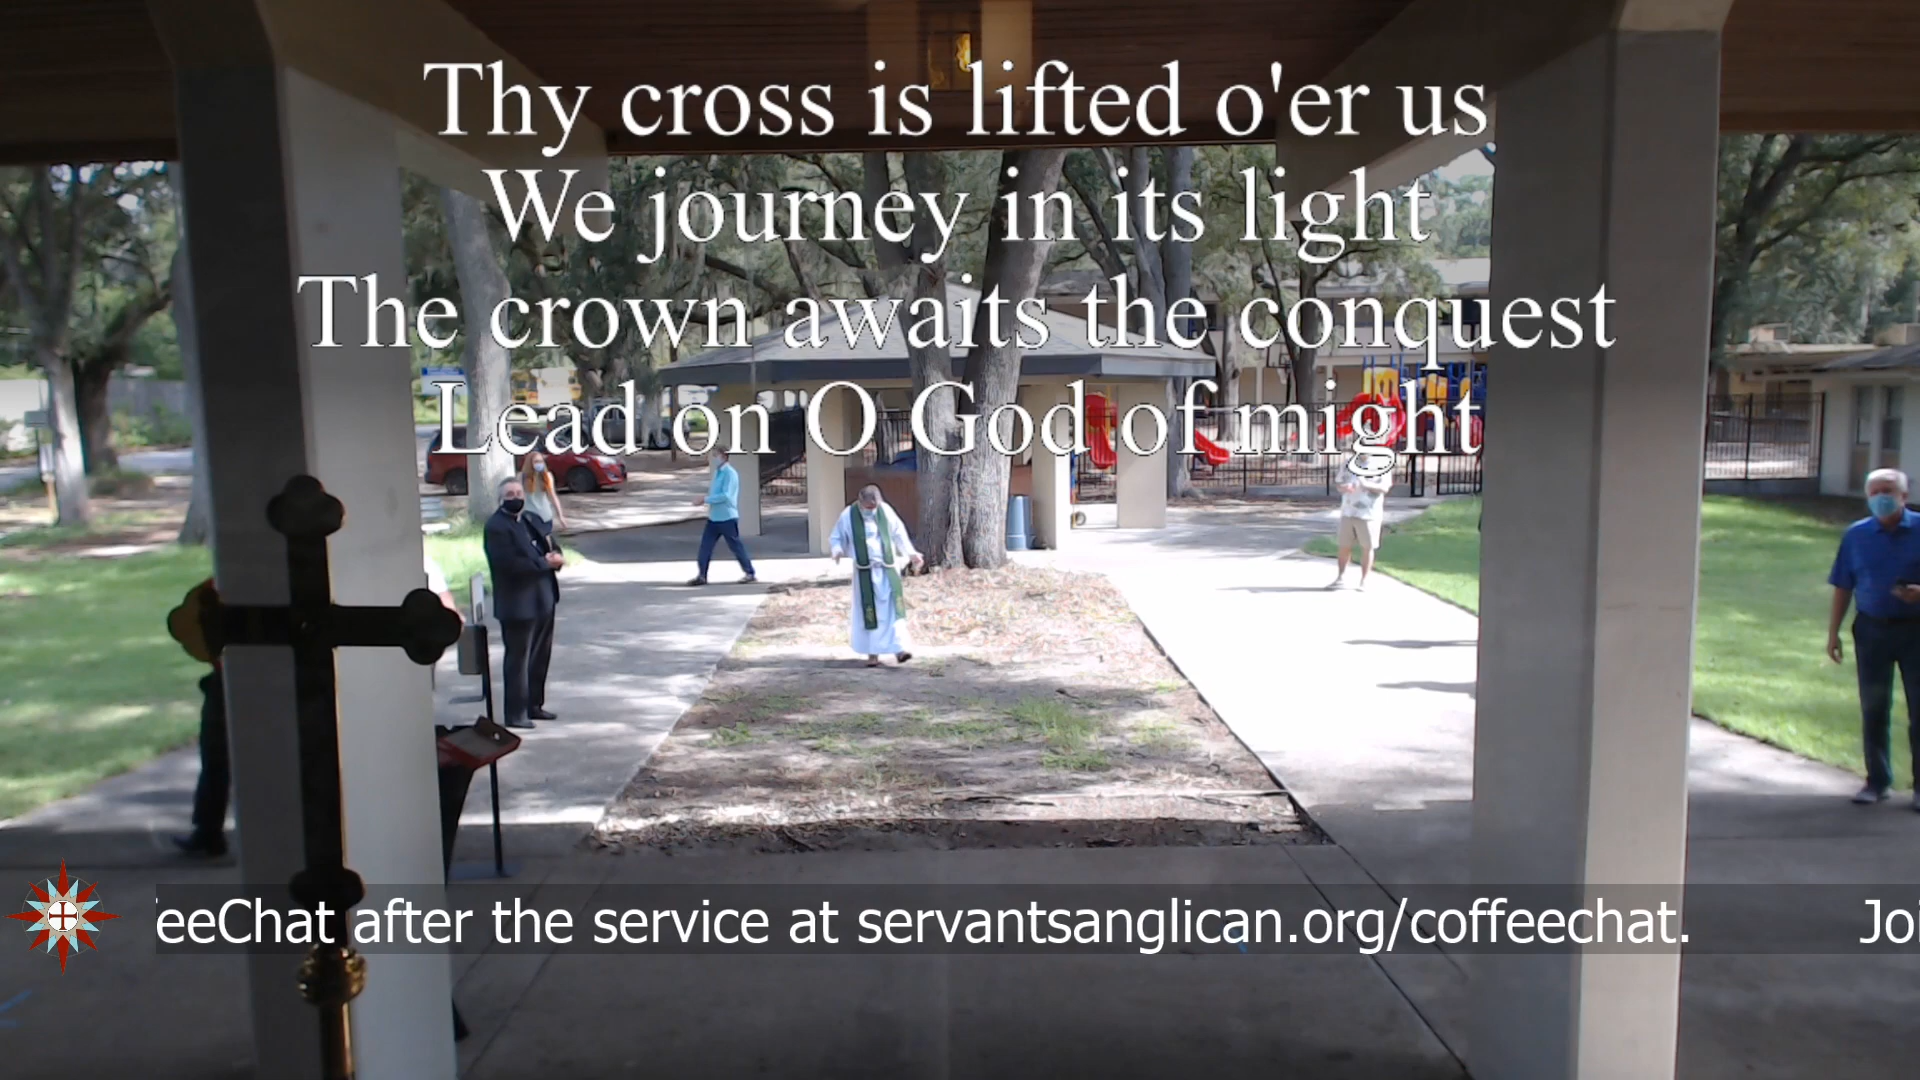 Thy cross is lifted o'er us
We journey in its light
The crown awaits the conquest
Lead on O God of might
eeChat after the service at servantsanglican.org/coffeechat. Joi